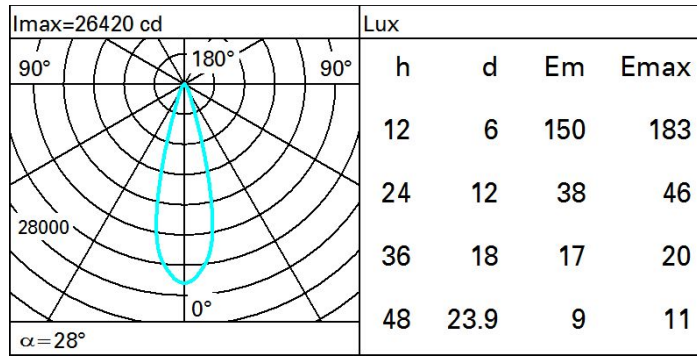 Imax=26420 cd
Lux
90° 180° 90°
28000
0°
α=28°
h d Em Emax
12 6 150 183
24 12 38 46
36 18 17 20
48 23.9 9 11